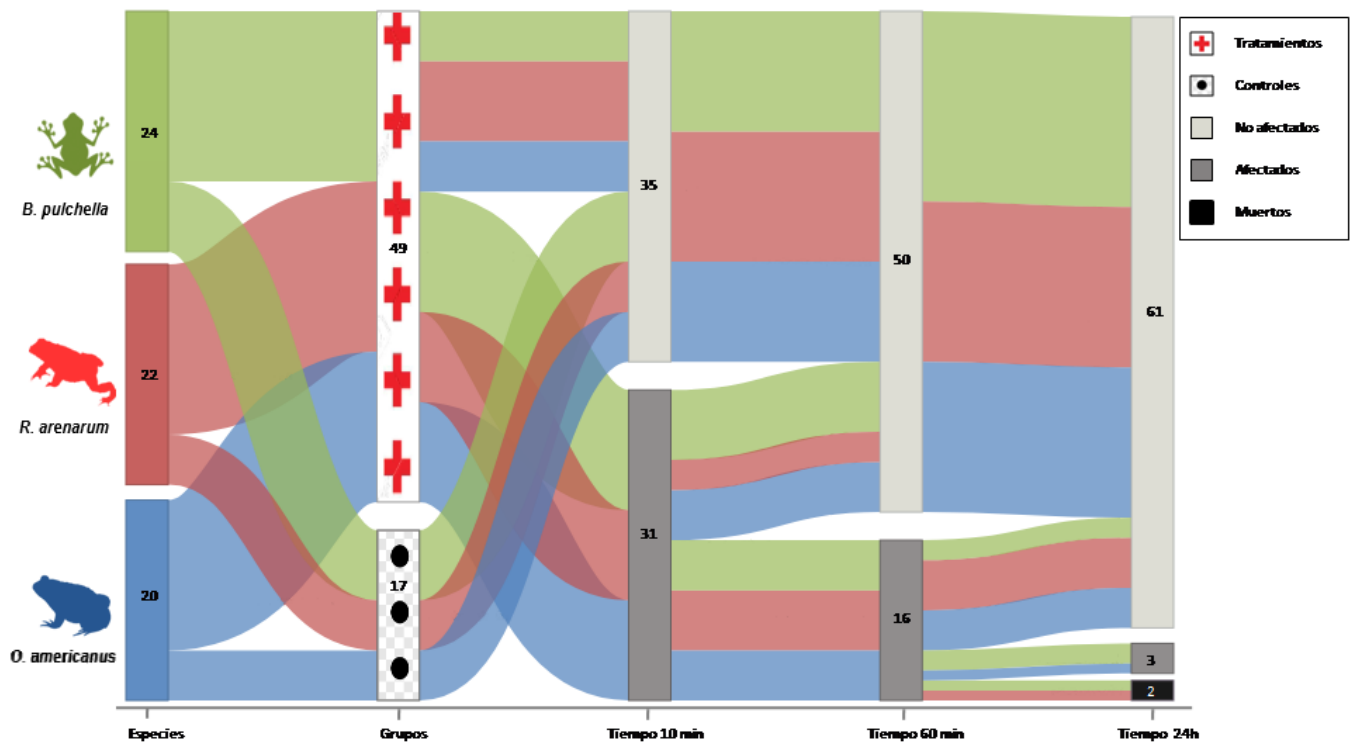 24
B. pulchella
22
R. arenarum
20
O. americanus
49
17
35
31
50
16
61
3
2
Tratamientos
Controles
No afectados
Afectados
Muertos
Especies
Grupos
Tiempo 10 min
Tiempo 60 min
Tiempo 24h